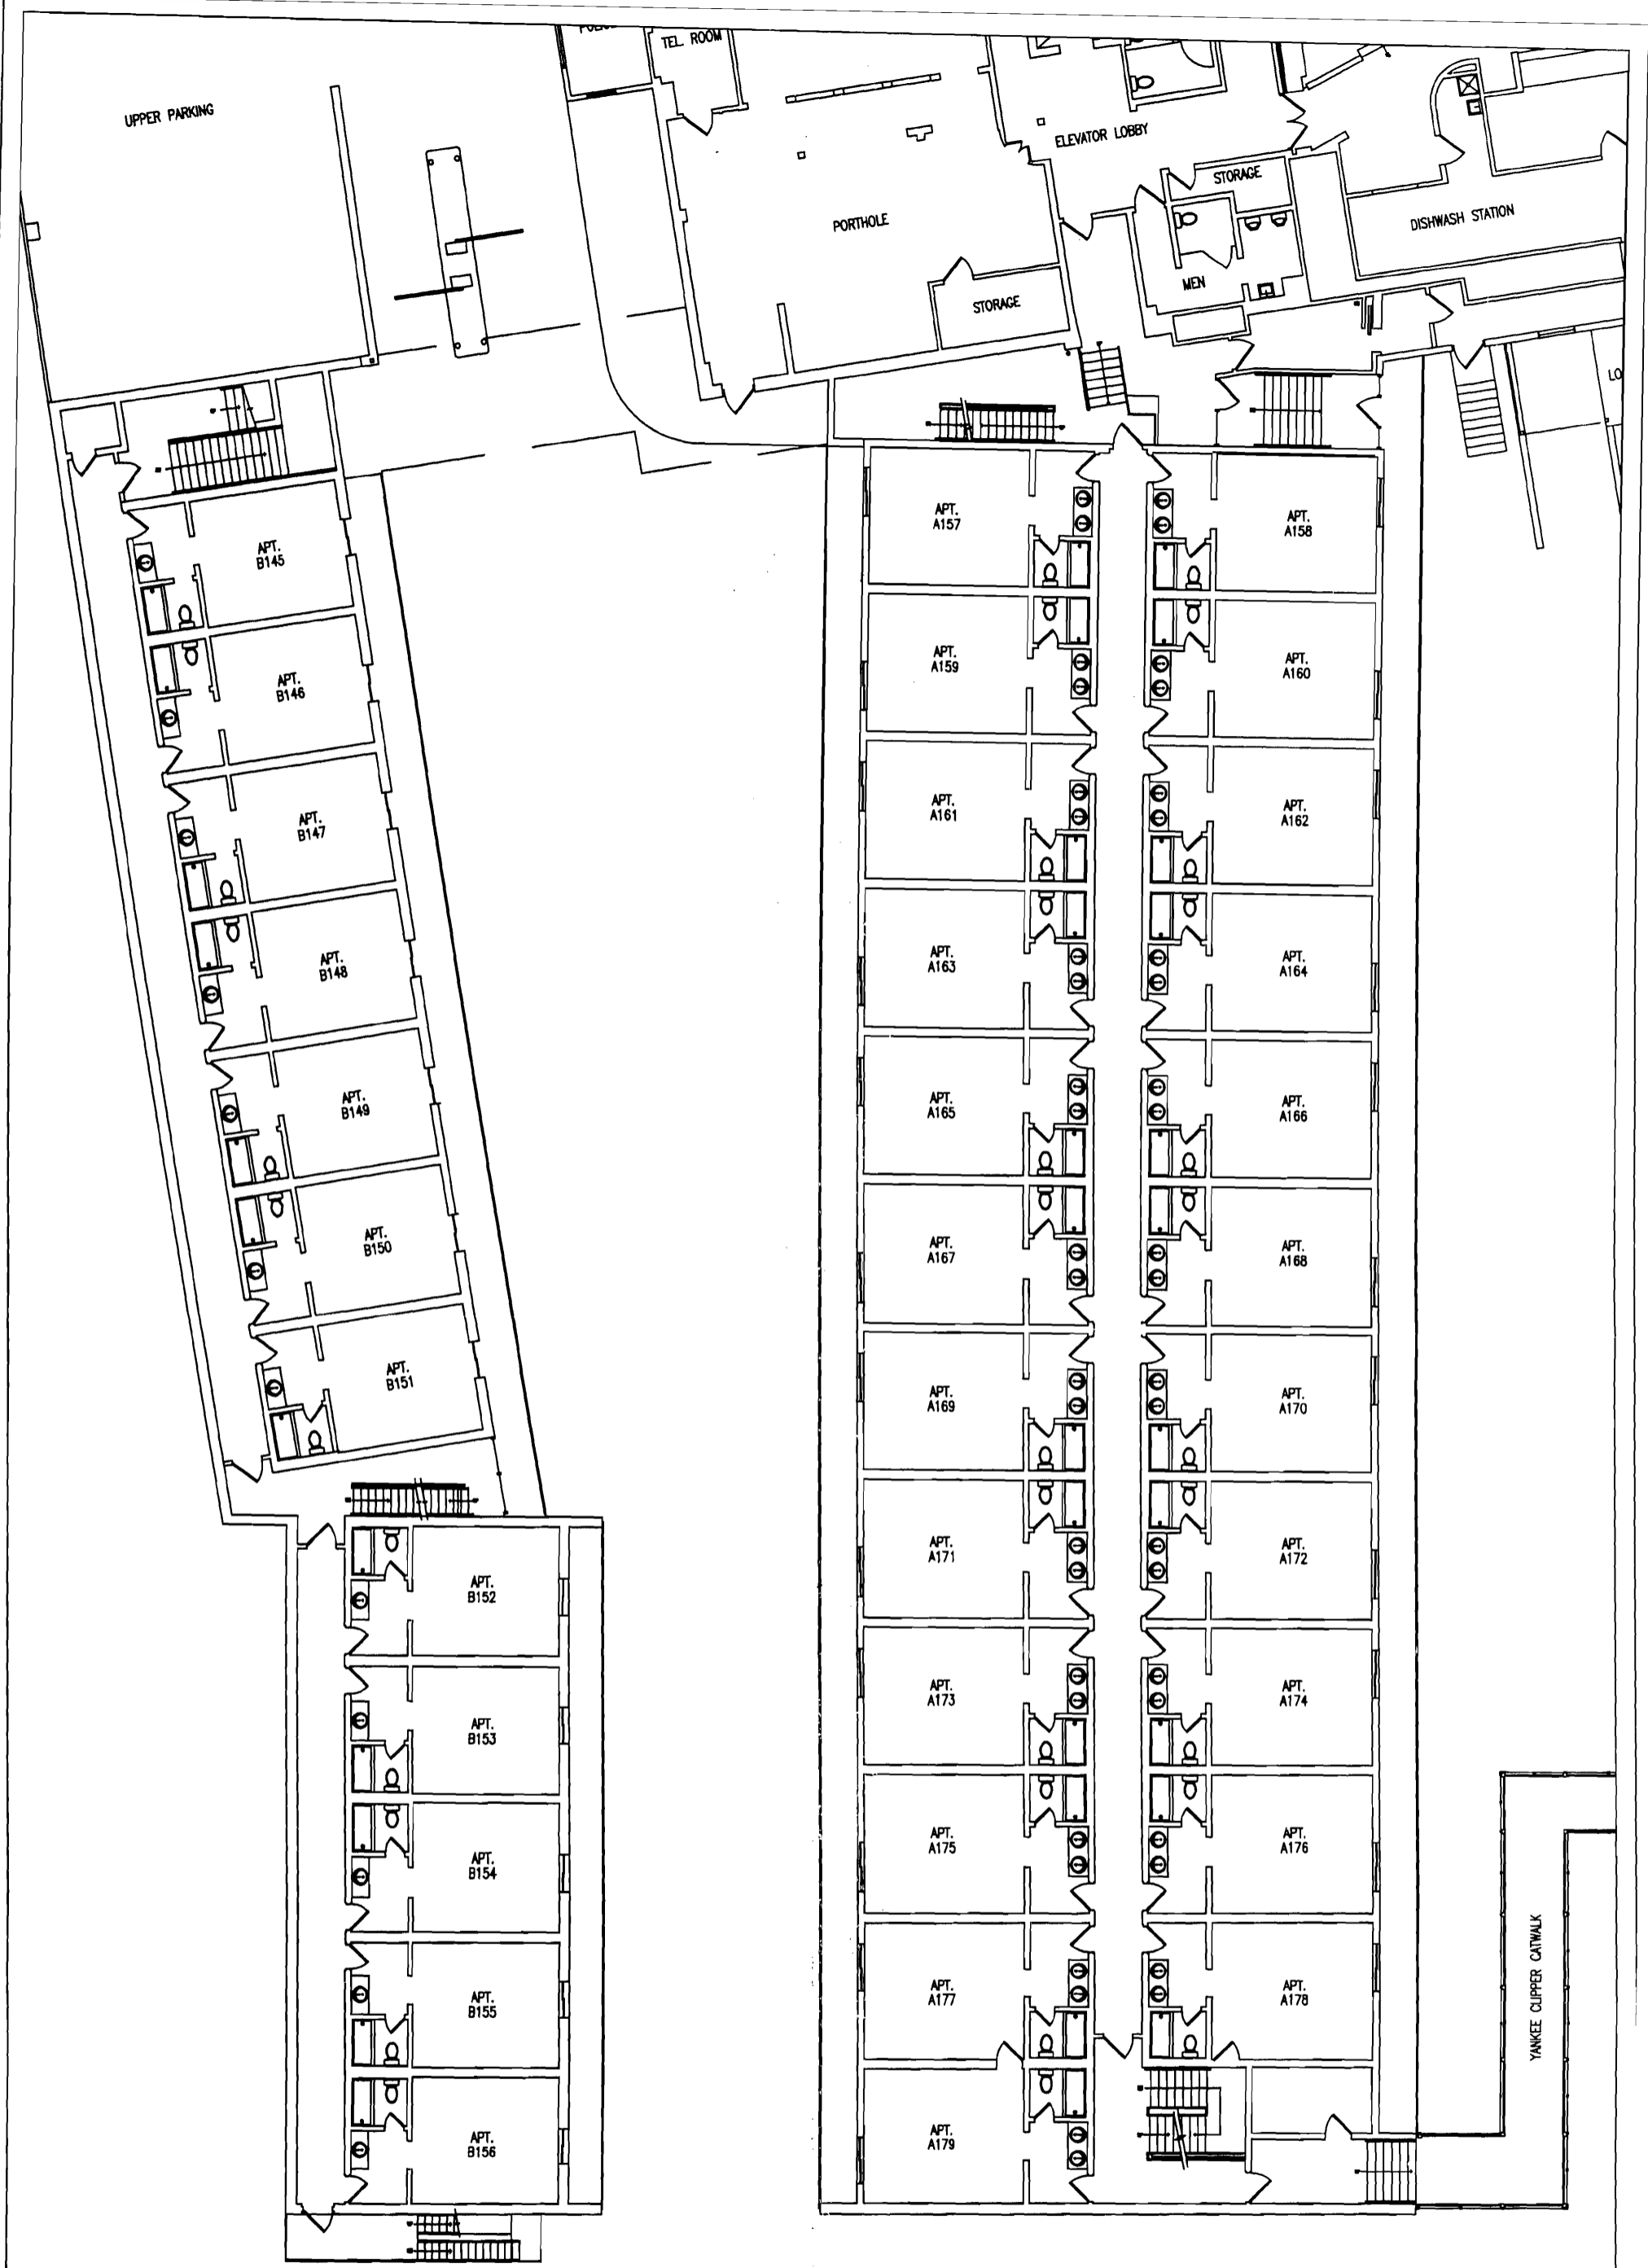 TEL. ROOM
UPPER PARKING
ELEVATOR LOBBY
STORAGE
PORTHOLE
DISHWASH STATION
MEN
STORAGE
APT.
A157
APT.
A158
APT.
B145
APT.
A159
APT.
A160
APT.
B146
APT.
A161
APT.
A162
APT.
B147
APT.
A163
APT.
A164
APT.
B148
APT.
A165
APT.
A166
APT.
B149
APT.
A167
APT.
A168
APT.
B150
APT.
A169
APT.
A170
APT.
B151
APT.
A171
APT.
A172
APT.
B152
APT.
A173
APT.
A174
APT.
B153
APT.
A175
APT.
A176
APT.
B154
APT.
A177
APT.
A178
APT.
B155
YANKEE CLIPPER CATWALK
APT.
A179
APT.
B156